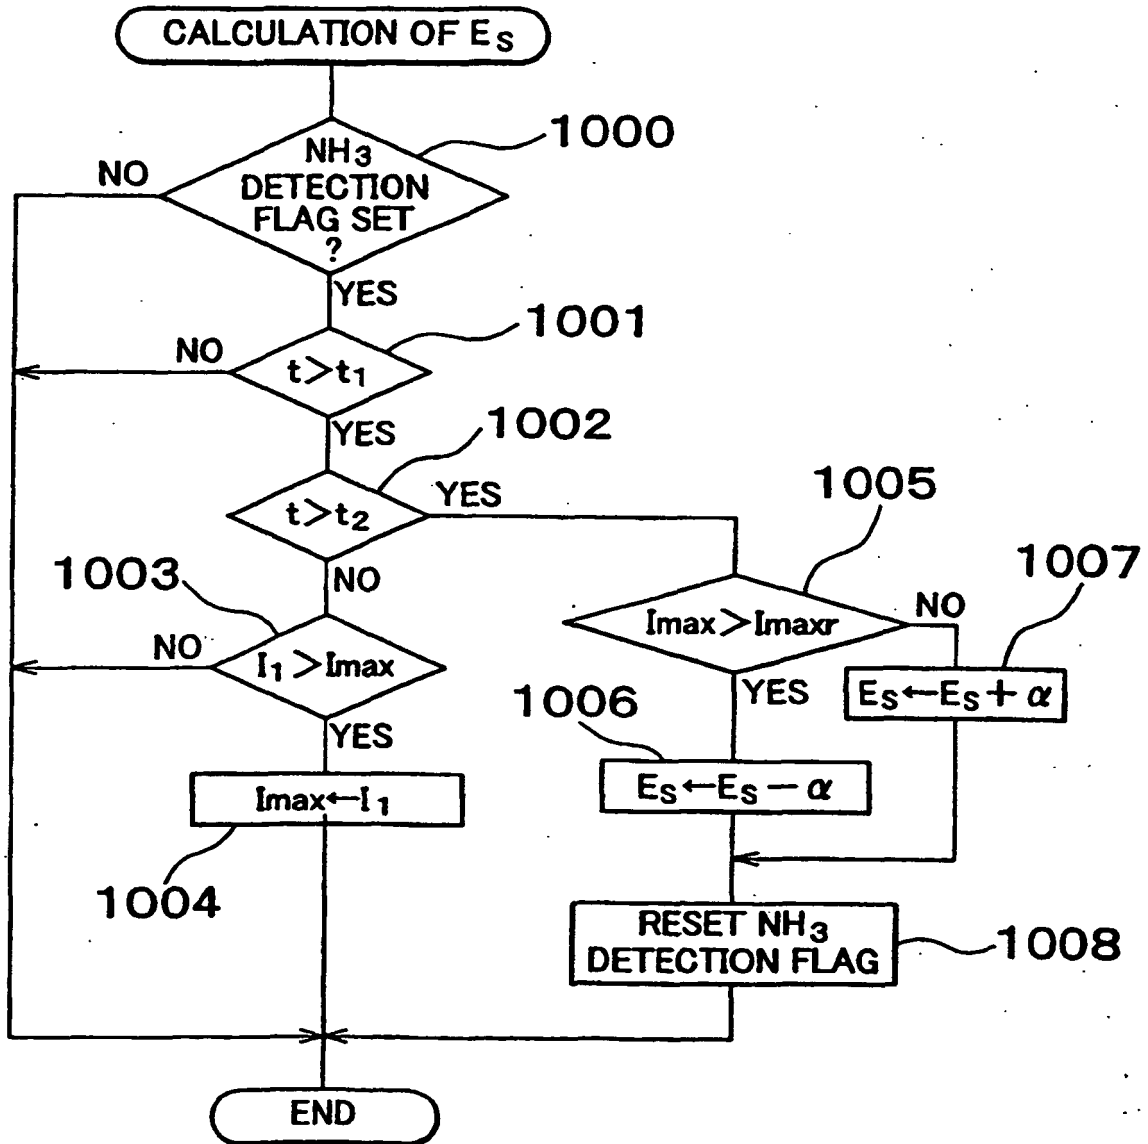 CALCULATION OF ES
1000
NH3
DETECTION
FLAG SET
?
NO
YES
1001
NO
t>t1
YES
1002
t>t2
YES
NO
1005
1003
NO
I1>Imax
YES
Imax>Imaxr
NO
1007
YES
ES←ES+α
1006
ES←ES−α
Imax←I1
1004
RESET NH3
DETECTION FLAG
1008
END